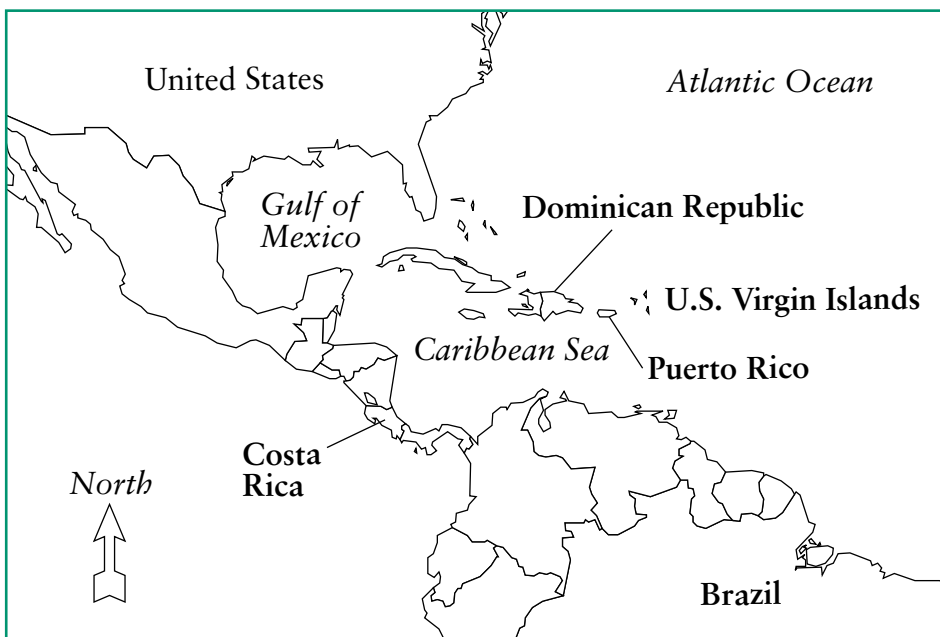 United States
Atlantic Ocean
Gulf of
Mexico
Dominican Republic
U.S. Virgin Islands
Caribbean Sea
Puerto Rico
Costa
Rica
North
Brazil